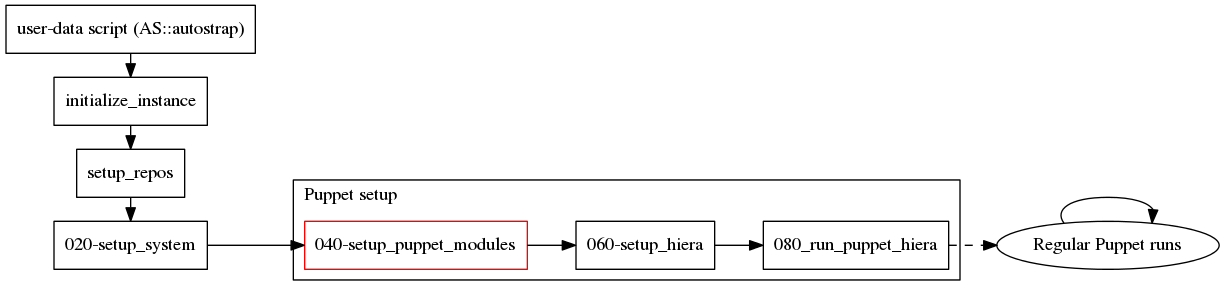 user-data script (AS::autostrap)
initialize_instance
setup_repos
020-setup_system
Puppet setup
040-setup_puppet_modules
060-setup_hiera
080_run_puppet_hiera
Regular Puppet runs